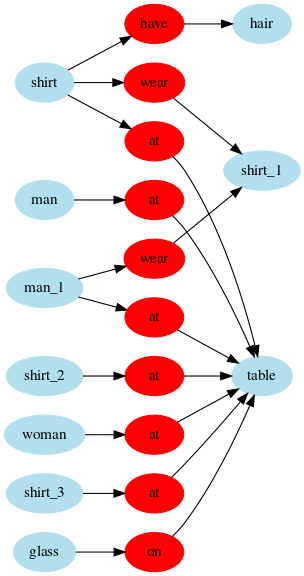 have hair
shirt wear
at
shirt_1
man at
wear
man_1
at
shirt_2 at table
woman at
shirt_3 at
glass on